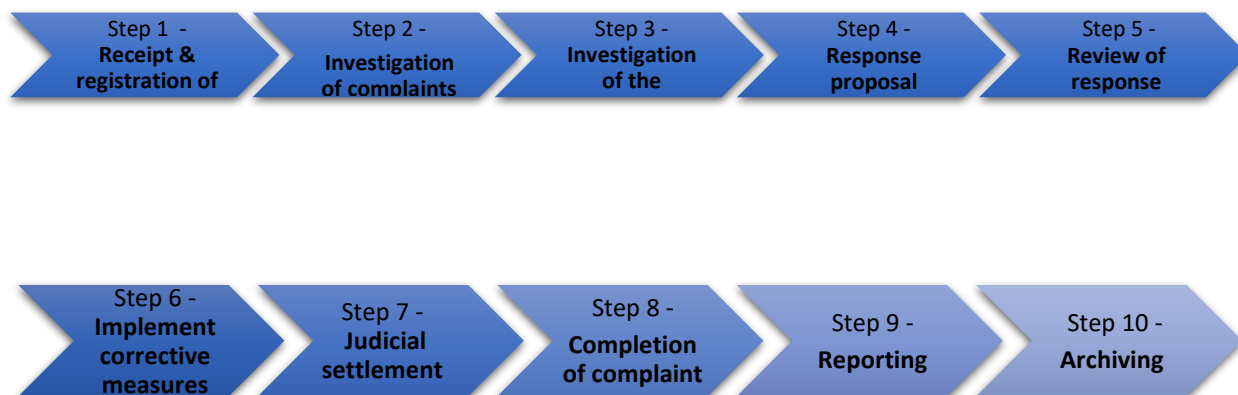 Step 1 -
Receipt &
registration of
Step 2 -
Investigation
of complaints
Step 3 -
Investigation
of the
Step 4 -
Response
proposal
Step 5 -
Review of
response
Step 6 -
Implement
corrective
measures
Step 7 -
Judicial
settlement
Step 8 -
Completion
of complaint
Step 9 -
Reporting
Step 10 -
Archiving